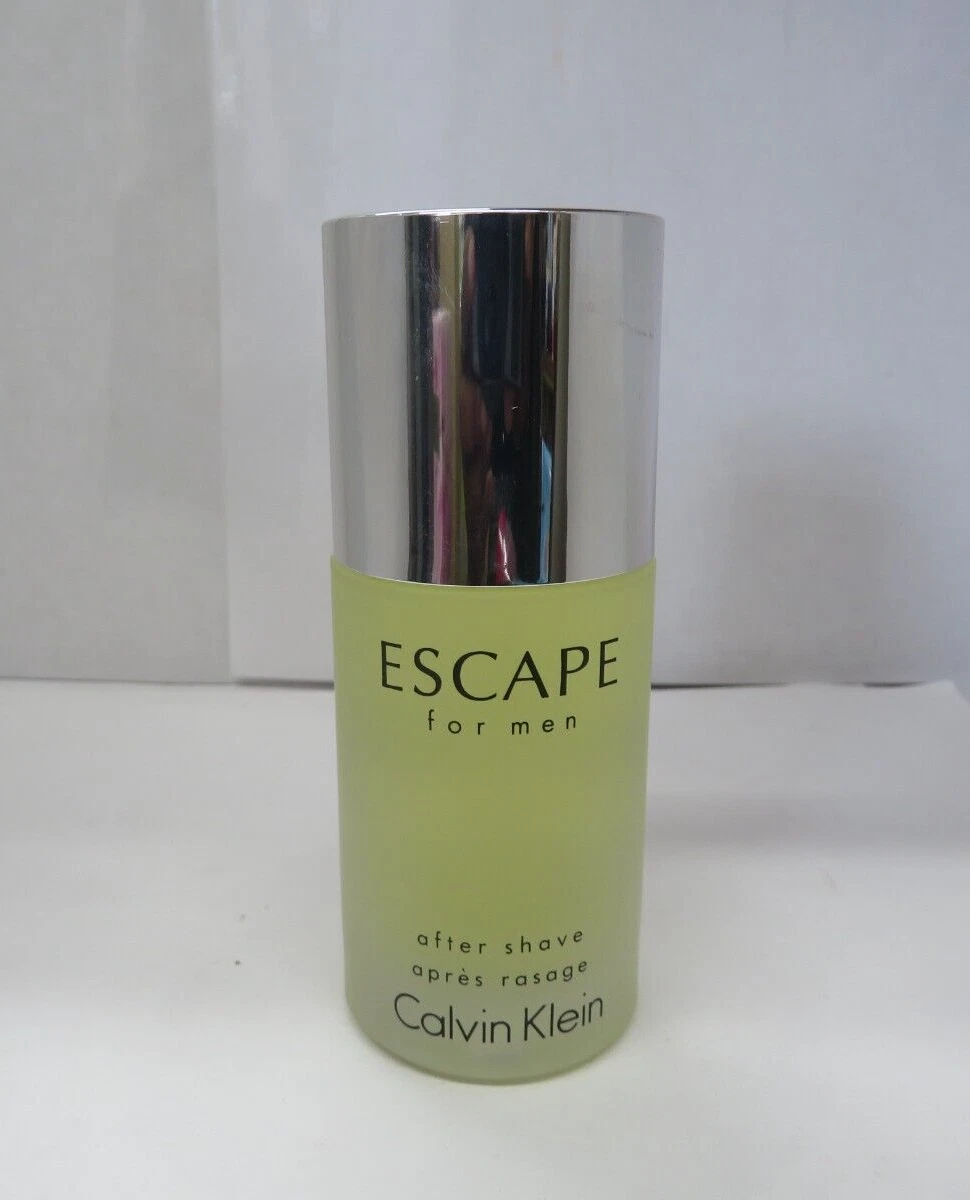 ESCAPE
for men
after shave
après rasage
Calvin Klein